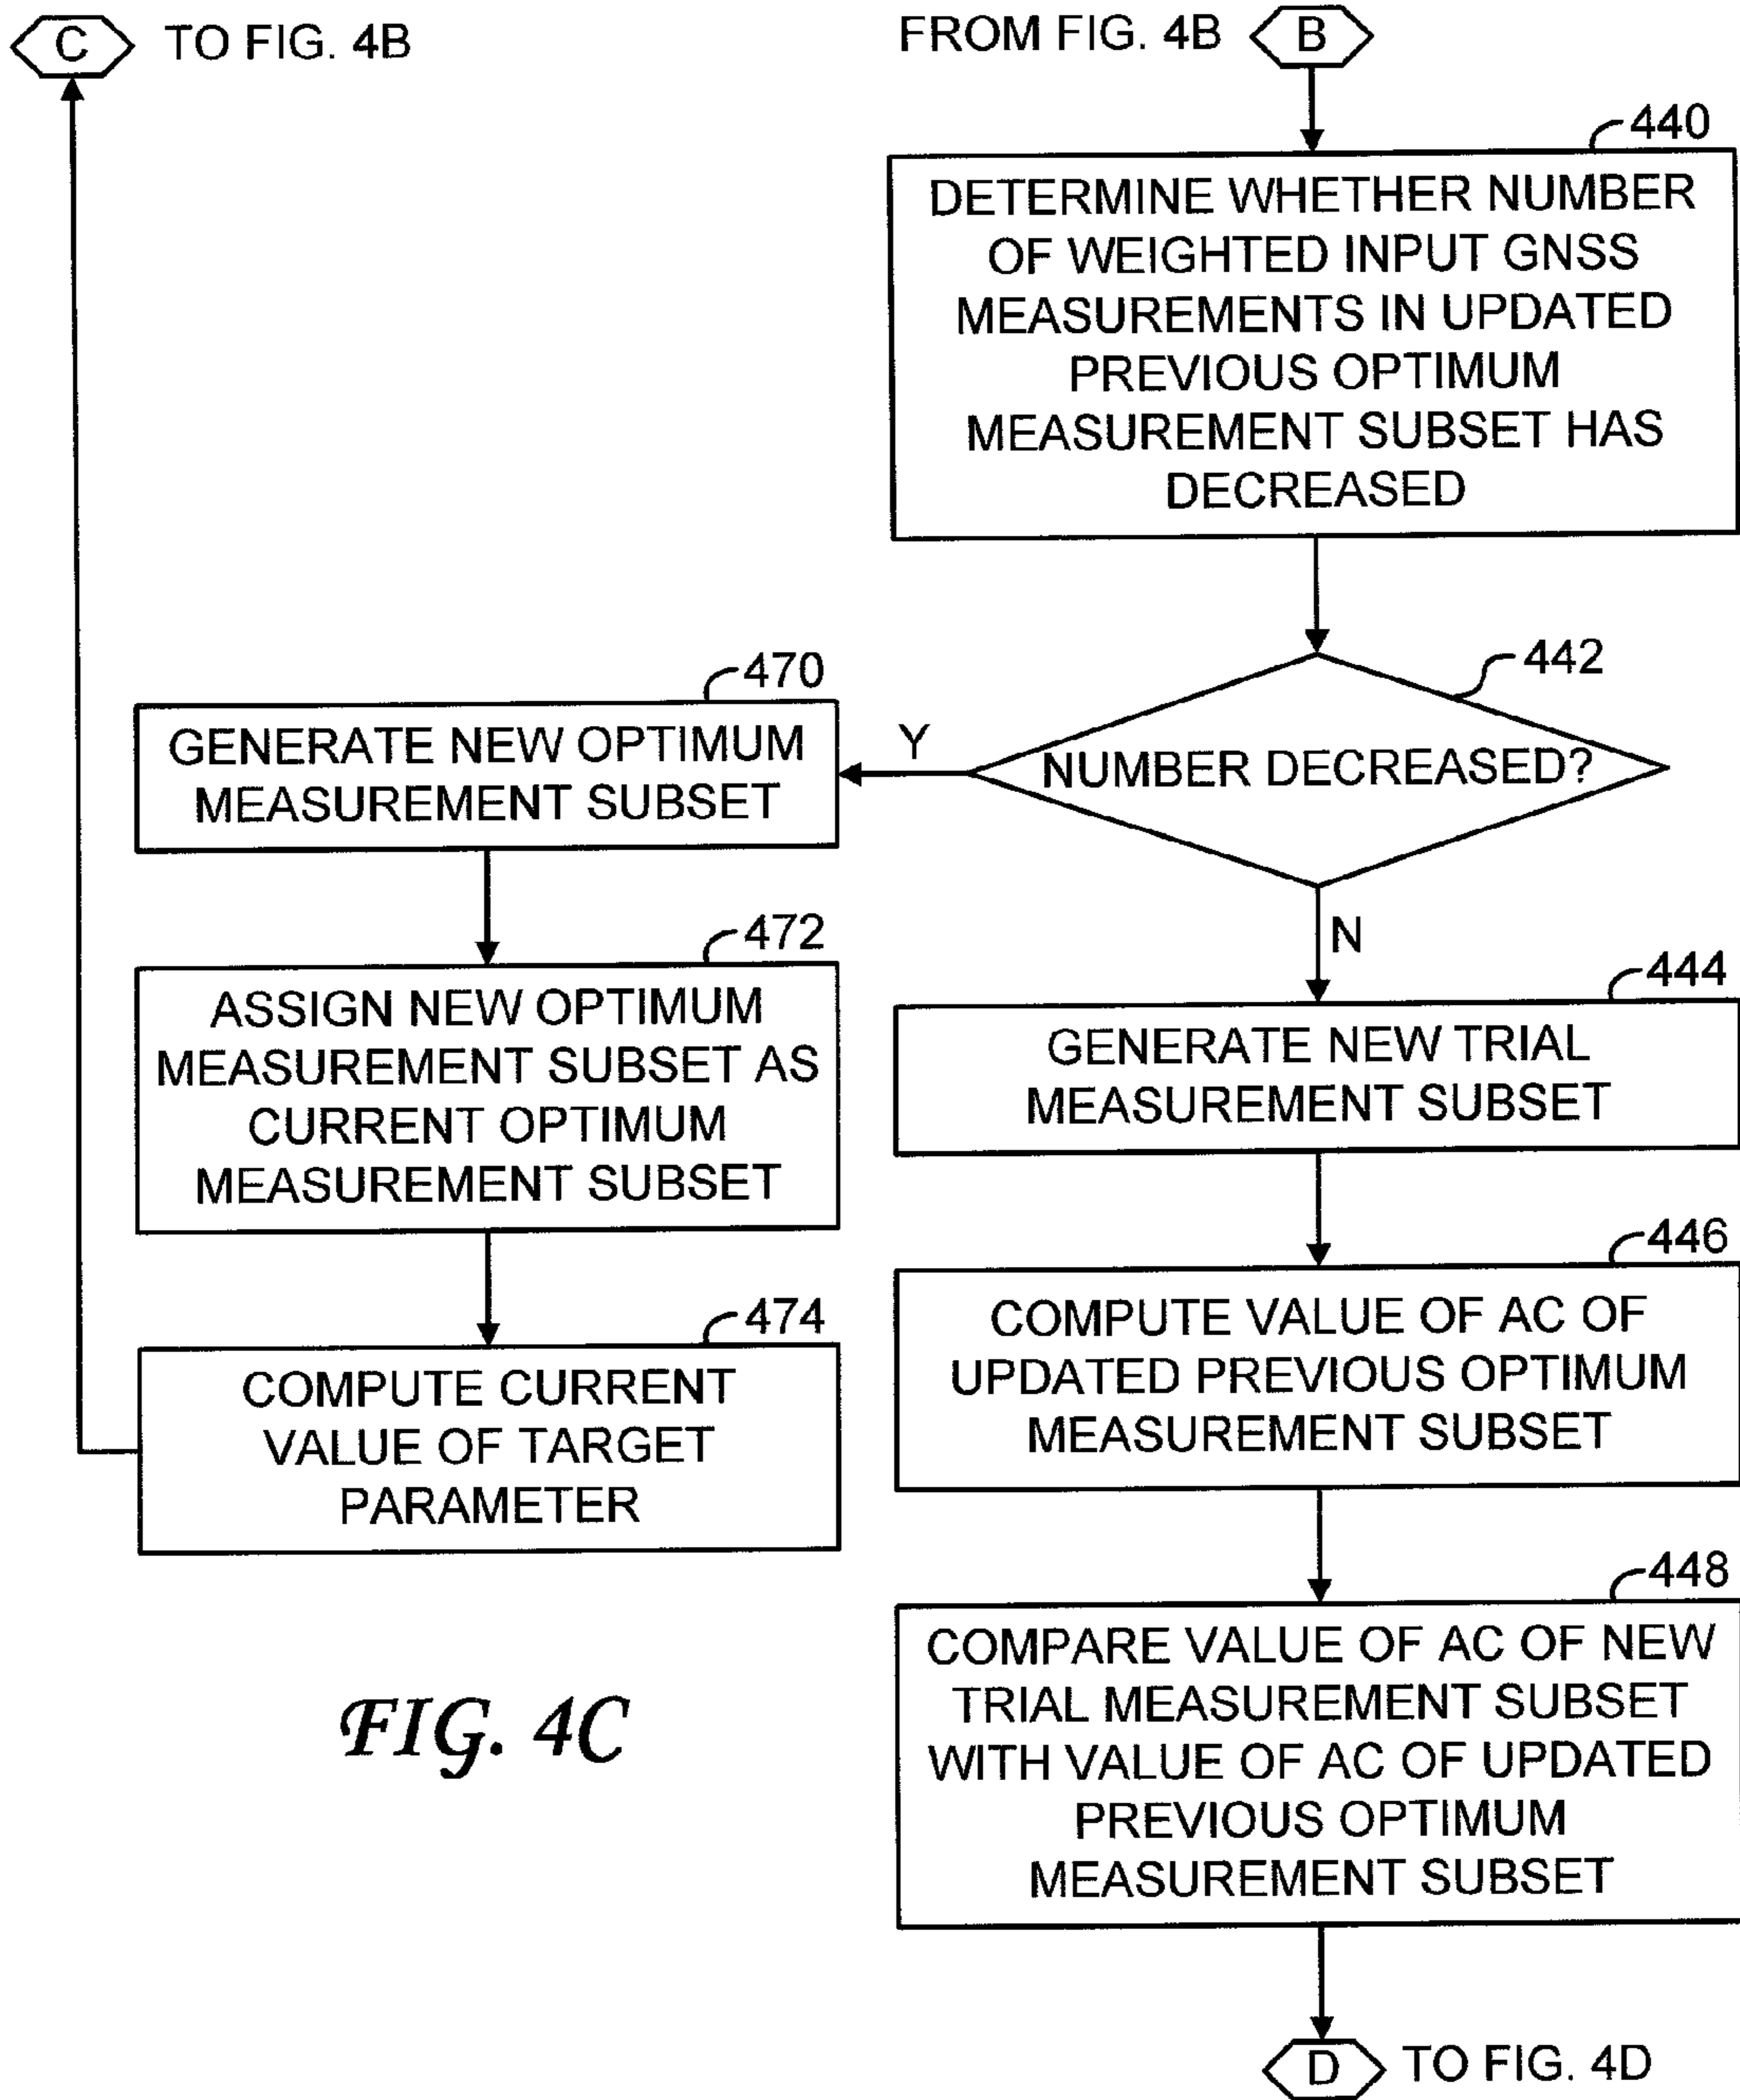 C TO FIG. 4B
FROM FIG. 4B B
440
DETERMINE WHETHER NUMBER
OF WEIGHTED INPUT GNSS
MEASUREMENTS IN UPDATED
PREVIOUS OPTIMUM
MEASUREMENT SUBSET HAS
DECREASED
442
NUMBER DECREASED?
Y
470
GENERATE NEW OPTIMUM
MEASUREMENT SUBSET
472
ASSIGN NEW OPTIMUM
MEASUREMENT SUBSET AS
CURRENT OPTIMUM
MEASUREMENT SUBSET
474
COMPUTE CURRENT
VALUE OF TARGET
PARAMETER
N
444
GENERATE NEW TRIAL
MEASUREMENT SUBSET
446
COMPUTE VALUE OF AC OF
UPDATED PREVIOUS OPTIMUM
MEASUREMENT SUBSET
448
COMPARE VALUE OF AC OF NEW
TRIAL MEASUREMENT SUBSET
WITH VALUE OF AC OF UPDATED
PREVIOUS OPTIMUM
MEASUREMENT SUBSET
D TO FIG. 4D
FIG. 4C